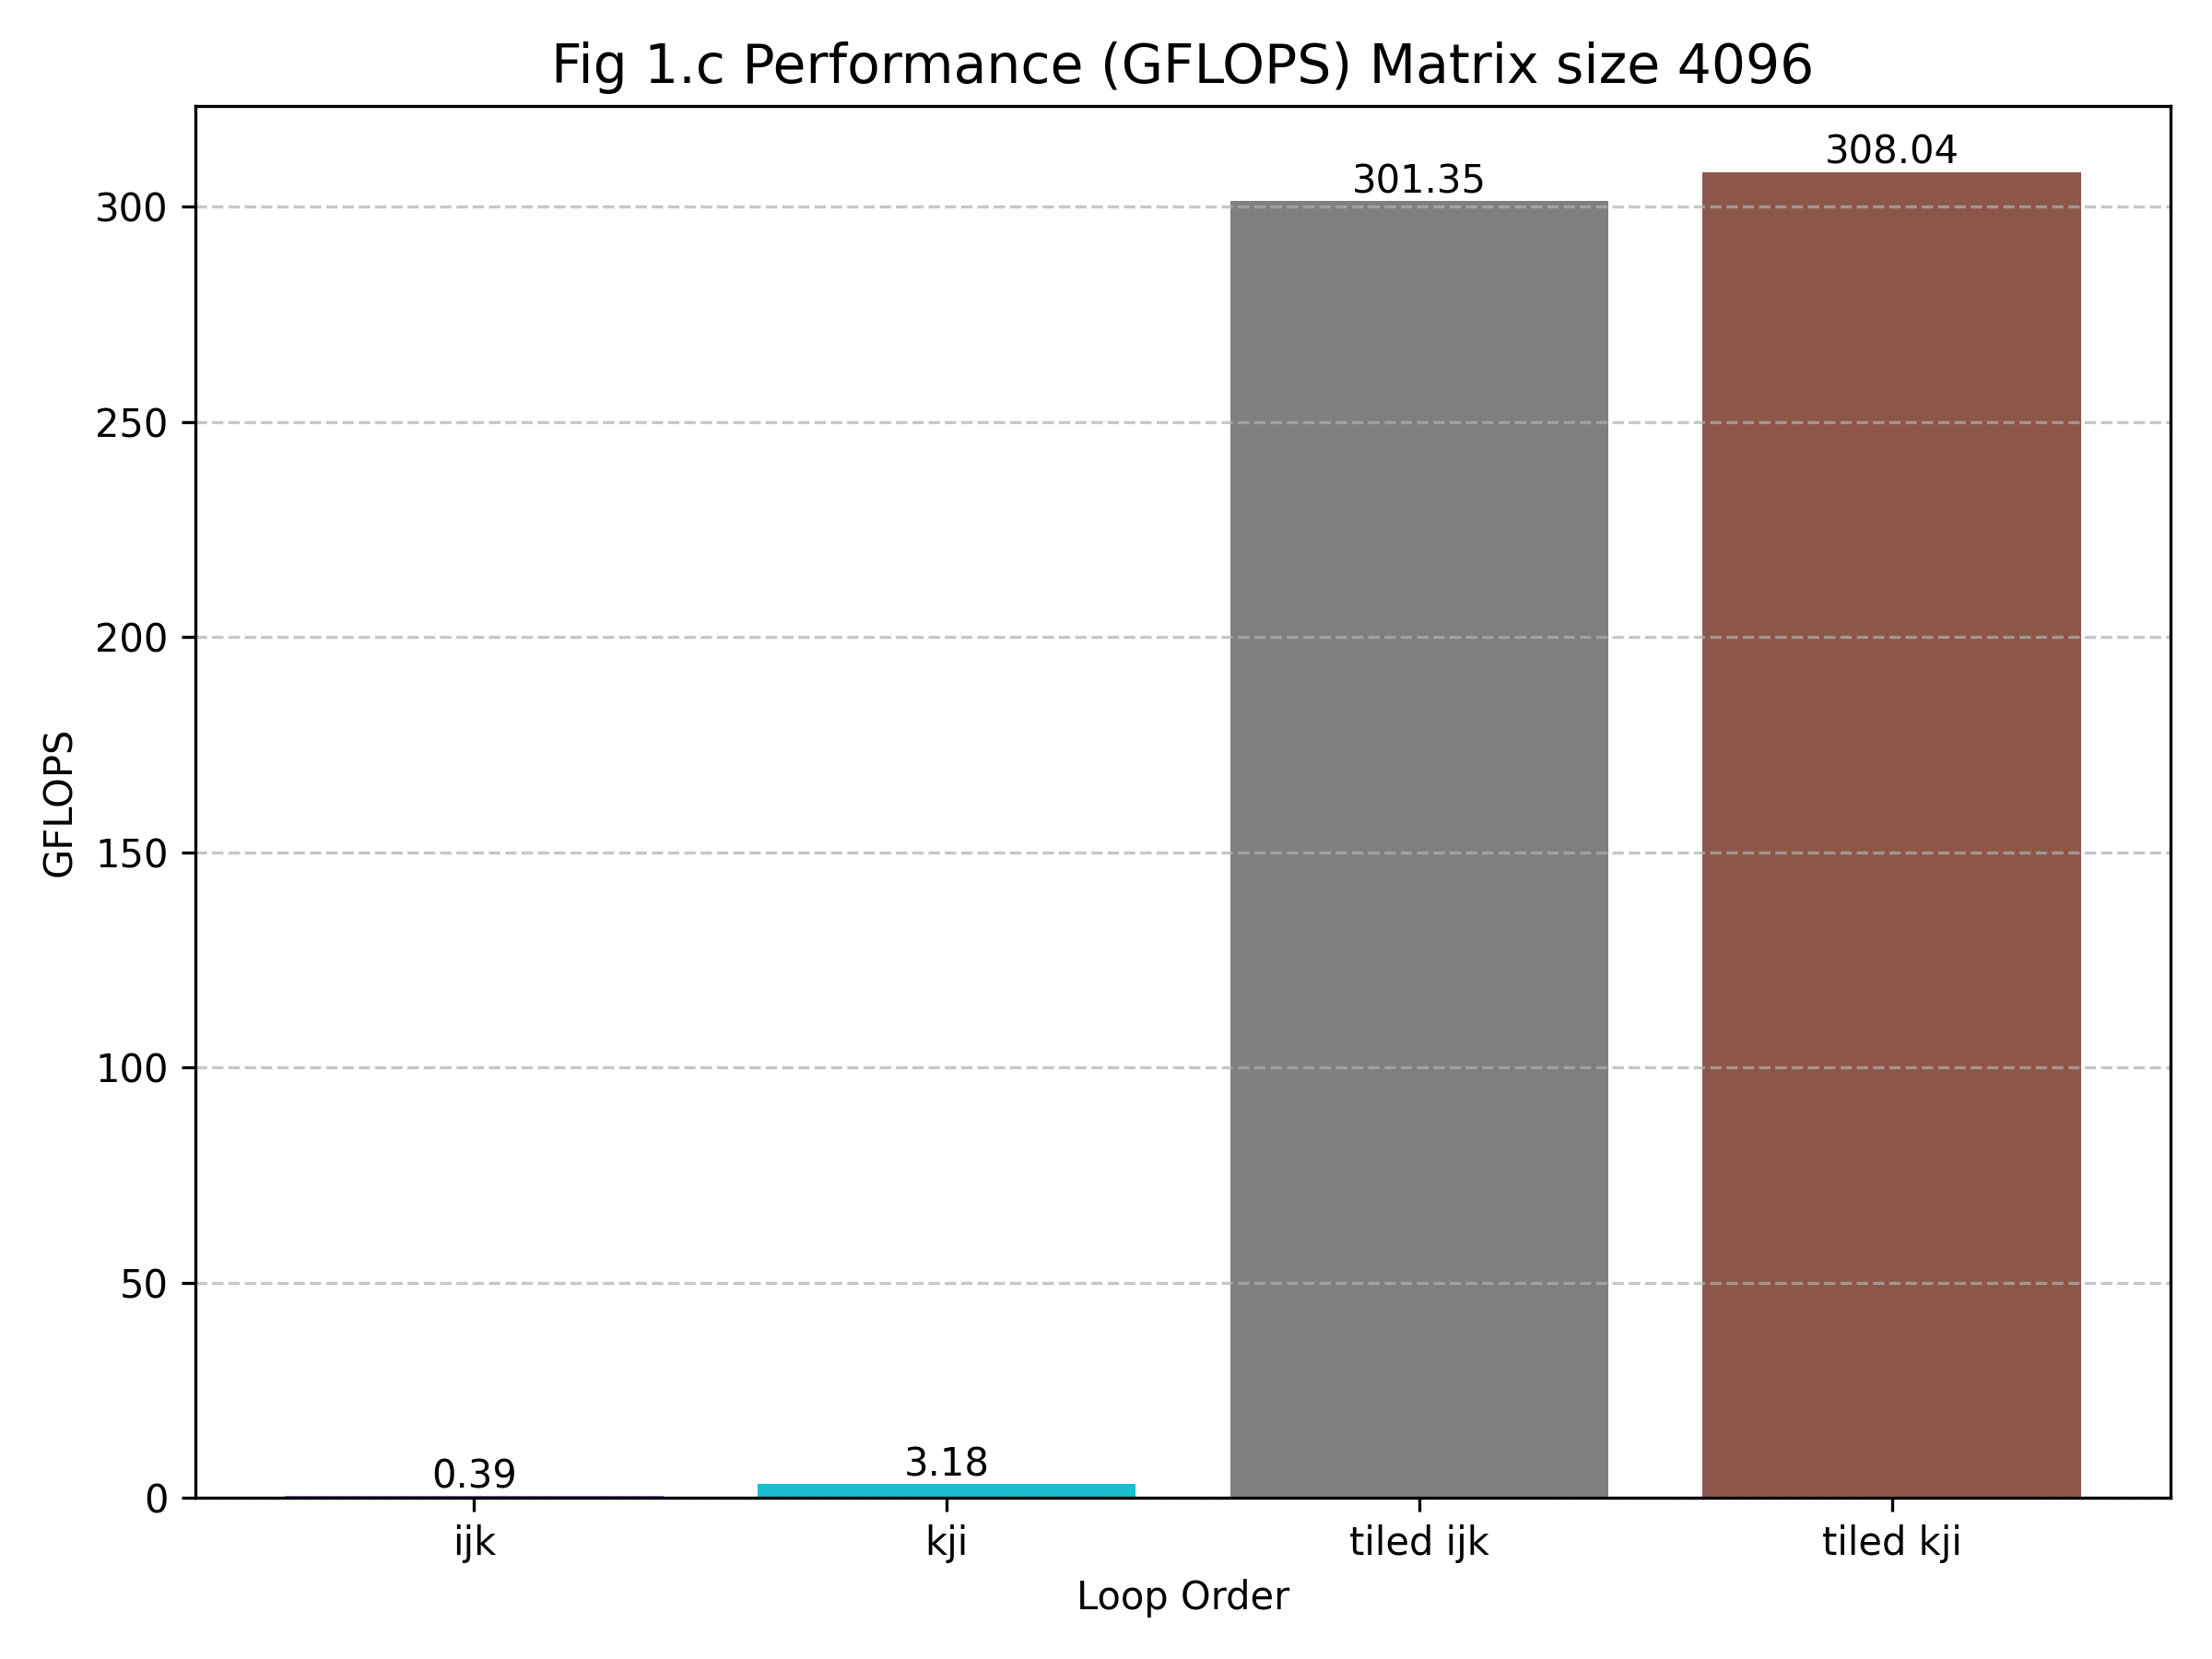 Fig 1.c Performance (GFLOPS) Matrix size 4096
GFLOPS
300
250
200
150
100
50
0
0.39
3.18
301.35
308.04
ijk
kji
tiled ijk
tiled kji
Loop Order